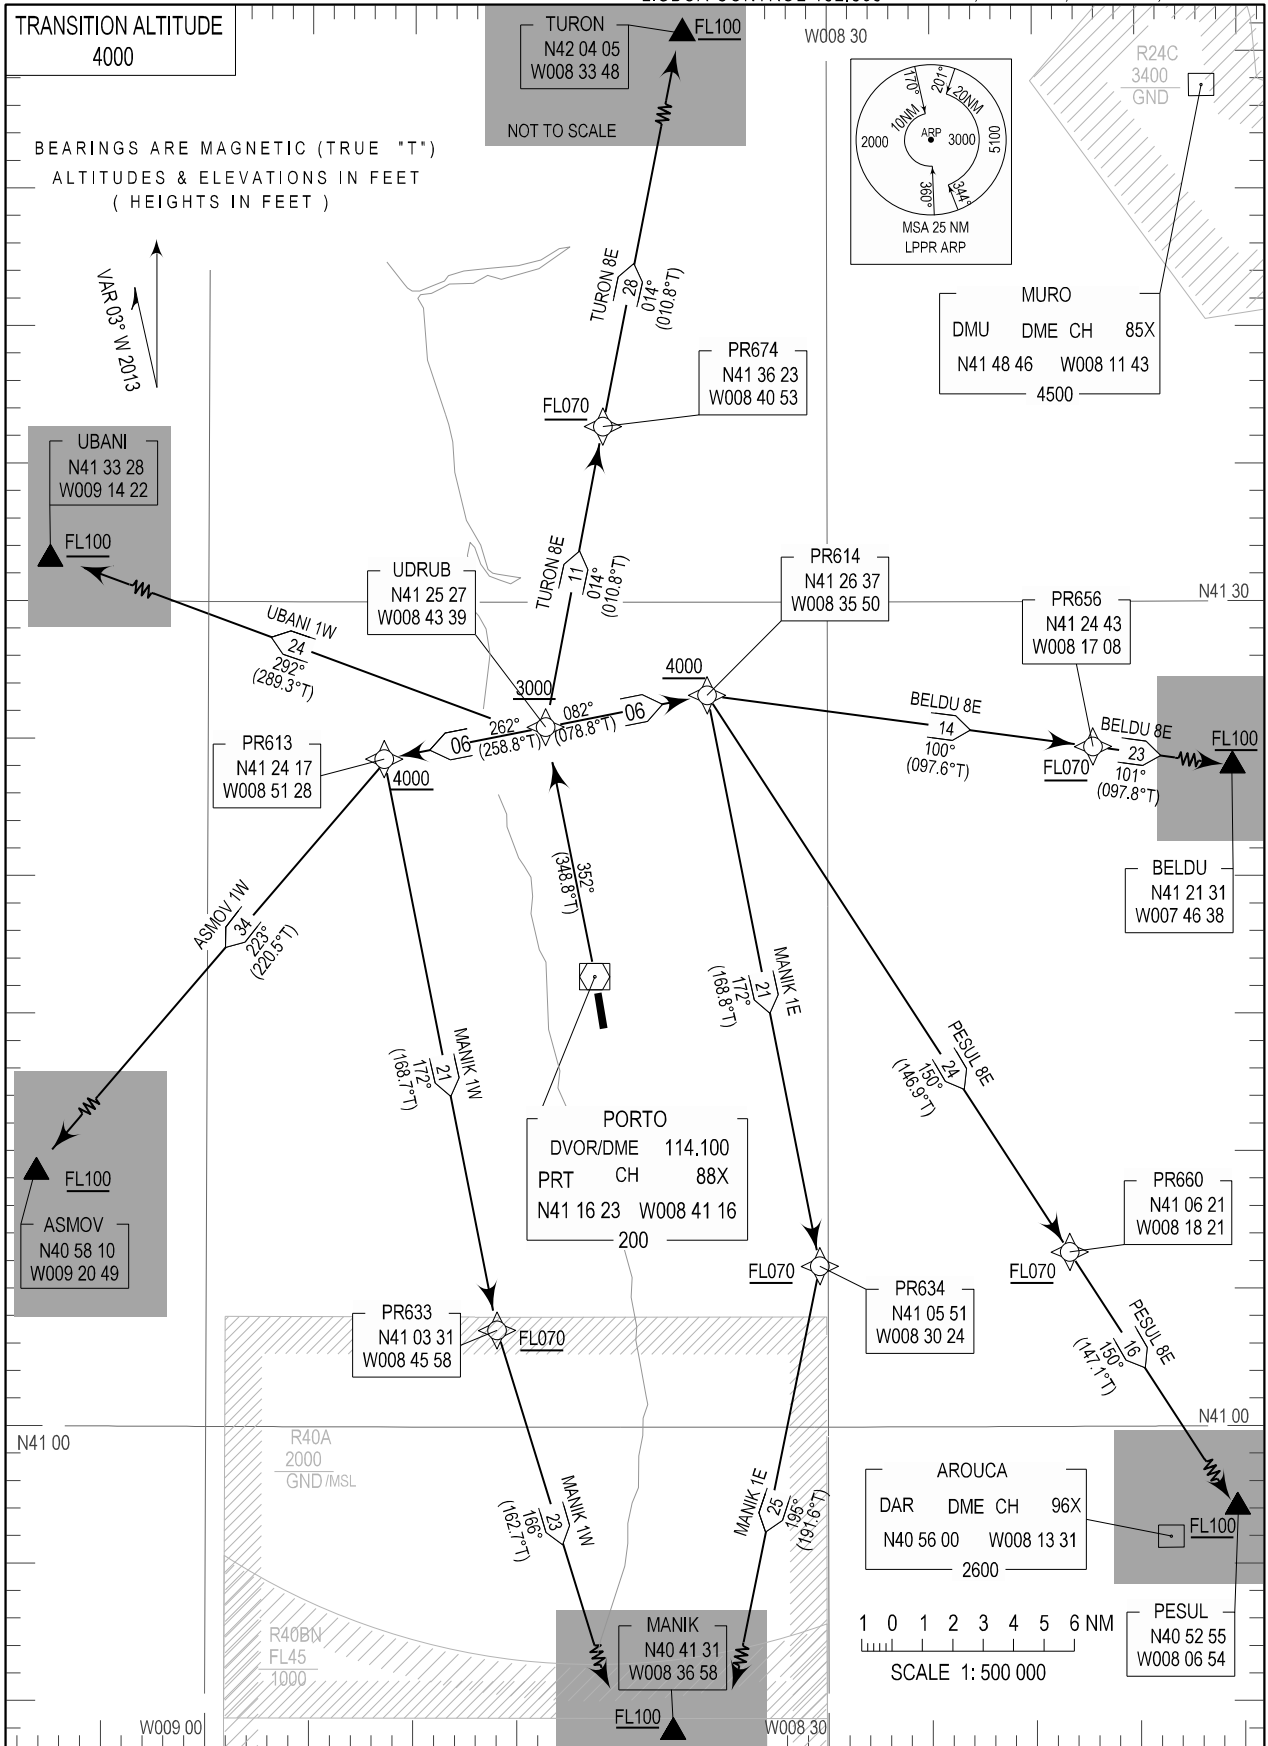 TRANSITION ALTITUDE
4000
TURON
N42 04 05
W008 33 48
FL100
NOT TO SCALE
W008 30
R24C
3400
GND
BEARINGS ARE MAGNETIC (TRUE "T")
ALTITUDES & ELEVATIONS IN FEET
( HEIGHTS IN FEET )
170°
201°
10NM
20NM
ARP
2000
3000
5100
360°
344°
MSA 25 NM
LPPR ARP
VAR 03° W 2013
TURON 8E
28
014°
(010.8°T)
MURO
DMU DME CH 85X
N41 48 46 W008 11 43
4500
PR674
N41 36 23
W008 40 53
FL070
UBANI
N41 33 28
W009 14 22
FL100
TURON 8E
11
014°
(010.8°T)
UDRUB
N41 25 27
W008 43 39
PR614
N41 26 37
W008 35 50
N41 30
PR656
N41 24 43
W008 17 08
UBANI 1W
24
292°
(289.3°T)
4000
3000
082°
(078.8°T)
06
262°
(258.8°T)
06
BELDU 8E
14
100°
(097.6°T)
BELDU 8E
23
101°
(097.8°T)
FL100
FL070
PR613
N41 24 17
W008 51 28
4000
352°
(348.8°T)
BELDU
N41 21 31
W007 46 38
ASMOV 1W
34
223°
(220.5°T)
MANIK 1E
21
172°
(168.8°T)
MANIK 1W
21
172°
(168.7°T)
PESUL 8E
24
150°
(146.9°T)
PORTO
DVOR/DME 114.100
PRT CH 88X
N41 16 23 W008 41 16
200
FL100
ASMOV
N40 58 10
W009 20 49
PR660
N41 06 21
W008 18 21
FL070
FL070
PR634
N41 05 51
W008 30 24
PR633
N41 03 31
W008 45 58
FL070
PESUL 8E
16
150°
(147.1°T)
N41 00
N41 00
R40A
2000
GND/MSL
MANIK 1W
23
166°
(162.7°T)
MANIK 1E
25
195°
(191.6°T)
AROUCA
DAR DME CH 96X
N40 56 00 W008 13 31
2600
FL100
R40BN
FL45
1000
MANIK
N40 41 31
W008 36 58
FL100
1 0 1 2 3 4 5 6 NM
SCALE 1: 500 000
PESUL
N40 52 55
W008 06 54
W009 00
W008 30